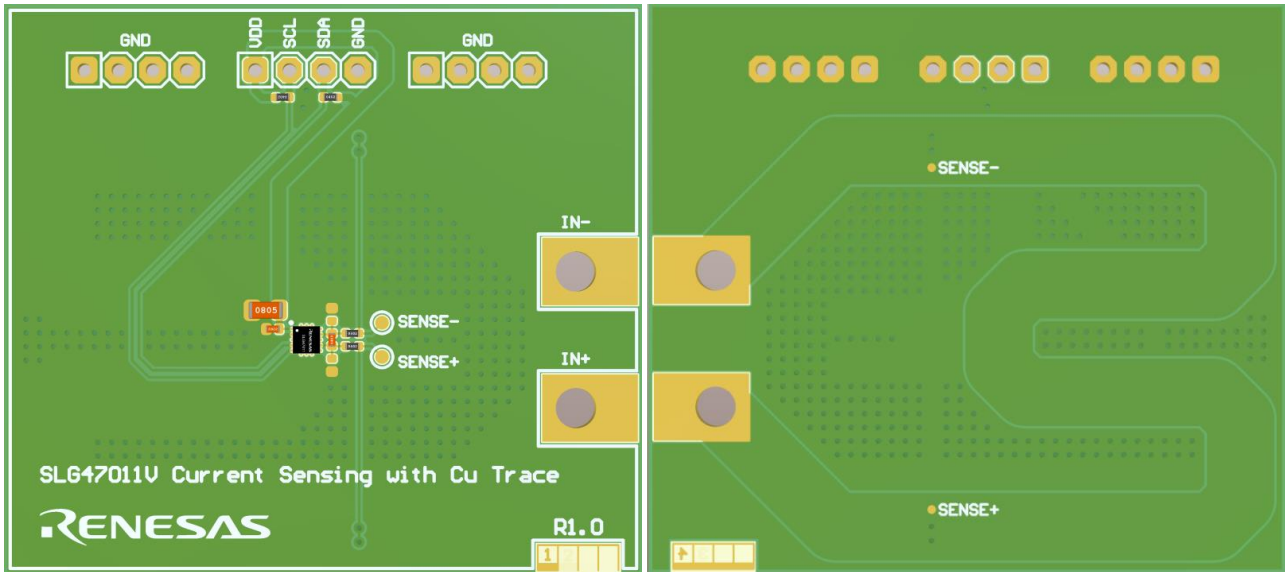 GND
VDD
SCL
SDA
GND
GND
IN-
0805
SENSE-
SENSE+
IN+
SLG47011V Current Sensing with Cu Trace
RENESAS
R1.0
1
SENSE-
SENSE+
4